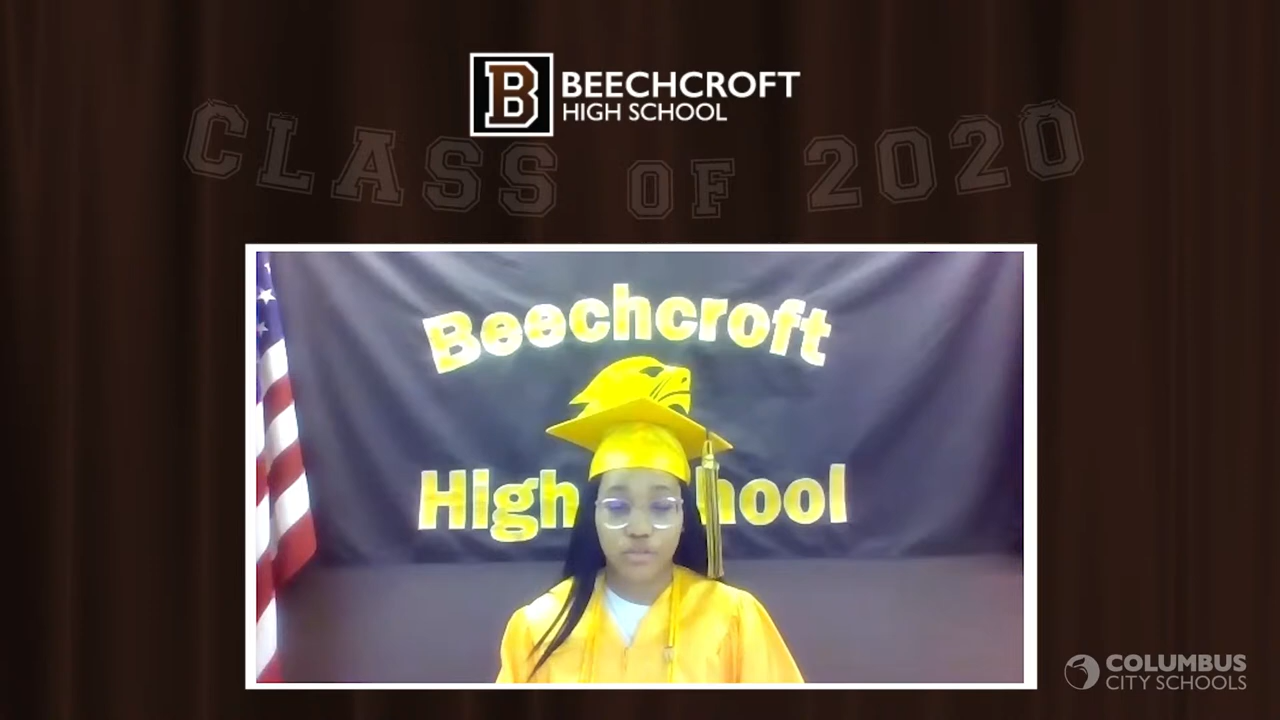 B
BEECHCROFT
HIGH SCHOOL
CLASS OF 2020
Beechcroft
High hool
COLUMBUS
CITY SCHOOLS